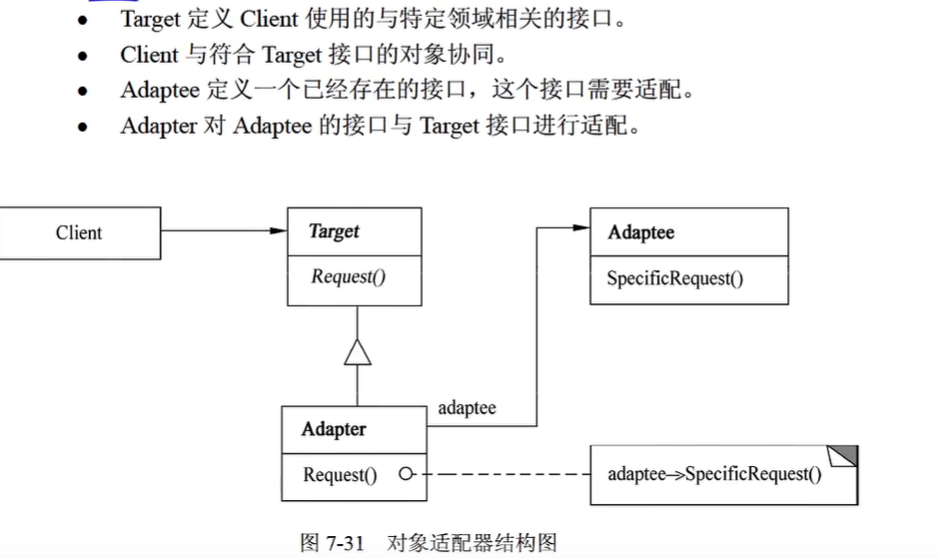 ● Target 定义 Client 使用的与特定领域相关的接口。
● Client 与符合 Target 接口的对象协同。
● Adaptee 定义一个已经存在的接口，这个接口需要适配。
● Adapter 对 Adaptee 的接口与 Target 接口进行适配。
Client
Target
Request()
Adaptee
SpecificRequest()
adaptee
Adapter
Request()
adaptee->SpecificRequest()
图 7-31 对象适配器结构图